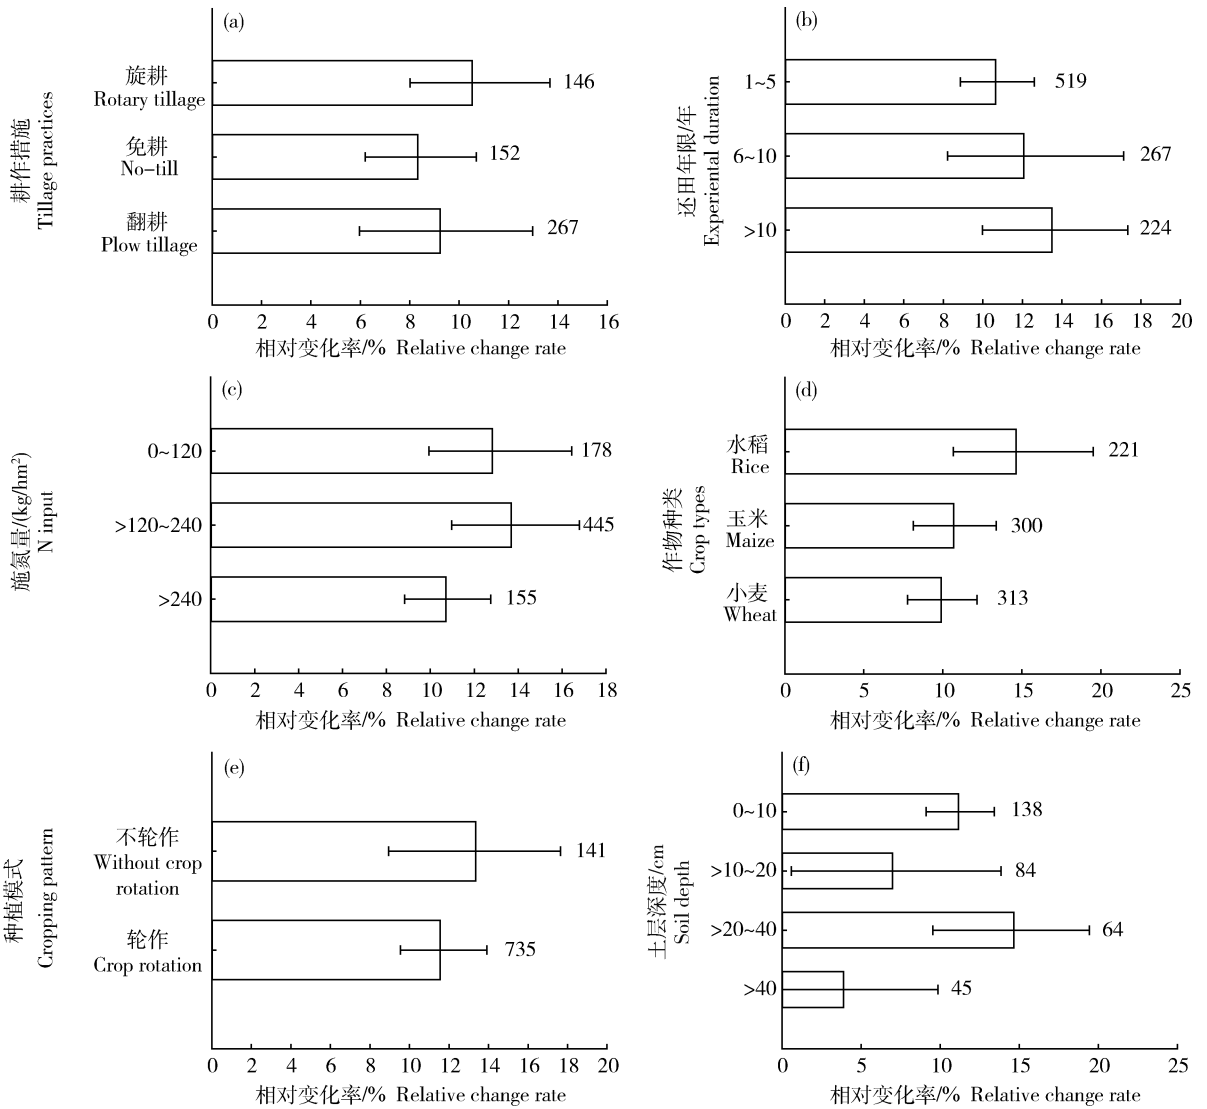 (a)
耕作措施
Tillage practices
旋耕
Rotary tillage
146
免耕
No-till
152
翻耕
Plow tillage
267
0 2 4 6 8 10 12 14 16
相对变化率/% Relative change rate
(b)
还田年限/年
Experiental duration
1~5
519
6~10
267
>10
224
0 2 4 6 8 10 12 14 16 18 20
相对变化率/% Relative change rate
(c)
施氮量/(kg/hm²)
N input
0~120
178
>120~240
445
>240
155
0 2 4 6 8 10 12 14 16 18
相对变化率/% Relative change rate
(d)
作物种类
Crop types
水稻
Rice
221
玉米
Maize
300
小麦
Wheat
313
0 5 10 15 20 25
相对变化率/% Relative change rate
(e)
种植模式
Cropping pattern
不轮作
Without crop
rotation
141
轮作
Crop rotation
735
0 2 4 6 8 10 12 14 16 18 20
相对变化率/% Relative change rate
(f)
土层深度/cm
Soil depth
0~10
138
>10~20
84
>20~40
64
>40
45
0 5 10 15 20 25
相对变化率/% Relative change rate